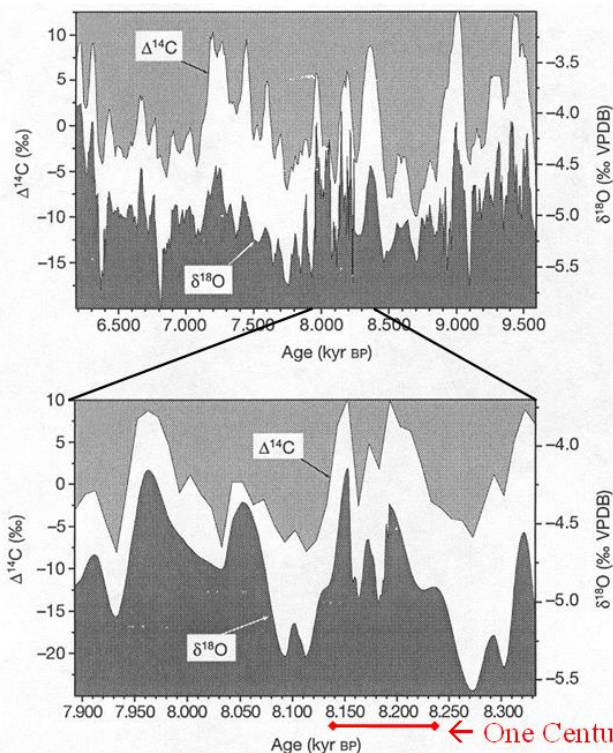 10
5
0
−5
−10
−15
Δ¹⁴C (‰)
Δ¹⁴C
δ¹⁸O
−3.5
−4.0
−4.5
−5.0
−5.5
δ¹⁸O (‰ VPDB)
6.500 7.000 7.500 8.000 8.500 9.000 9.500
Age (kyr BP)
10
5
0
−5
−10
−15
−20
Δ¹⁴C (‰)
Δ¹⁴C
δ¹⁸O
−4.0
−4.5
−5.0
−5.5
δ¹⁸O (‰ VPDB)
7.900 7.950 8.000 8.050 8.100 8.150 8.200 8.250 8.300
Age (kyr BP)
← One Centu